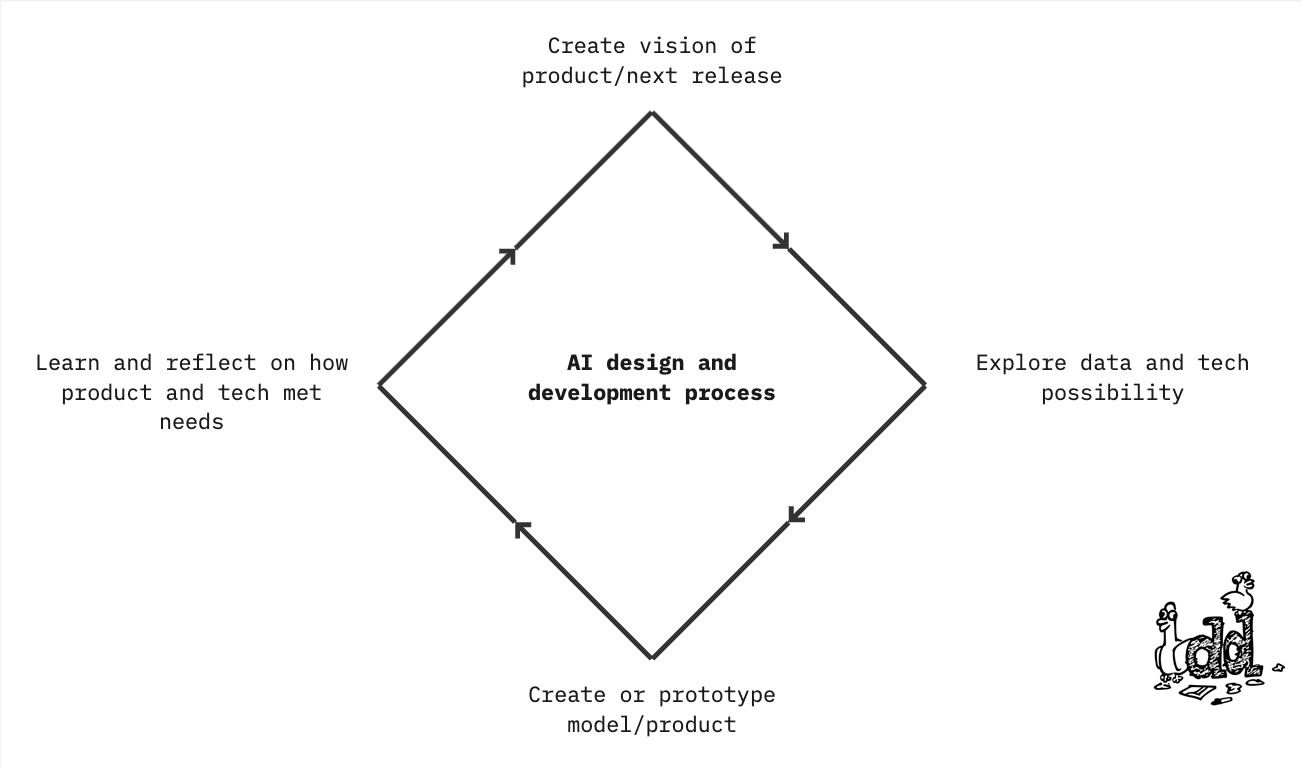 Create vision of
product/next release
Learn and reflect on how
product and tech met
needs
AI design and
development process
Explore data and tech
possibility
Create or prototype
model/product
ddl